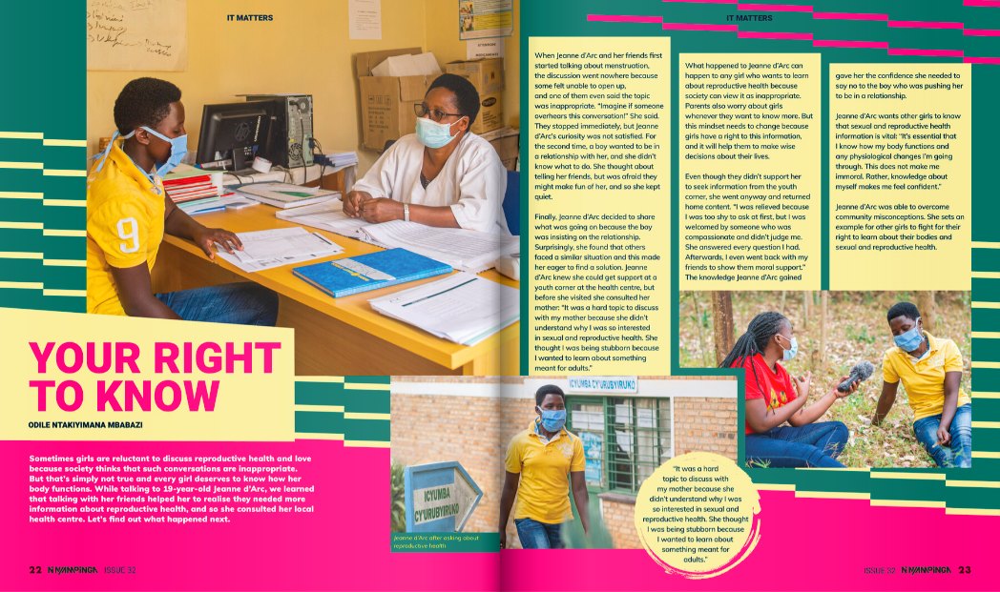 IT MATTERS
YOUR RIGHT
TO KNOW
ODILE NTAKIYIMANA MBABAZI
Sometimes girls are reluctant to discuss reproductive health and love
because society thinks that such conversations are inappropriate.
But that's simply not true and every girl deserves to know how her
body functions. While talking to 19-year-old Jeanne d'Arc, we learned
that talking with her friends helped her to realise they needed more
information about reproductive health, and so she consulted her local
health centre. Let's find out what happened next.
9
ICYUMBA
CY'URUBYIRUKO
Jeanne d'Arc after asking about
reproductive health
22 NI NYAMPINGA ISSUE 32
IT MATTERS
When Jeanne d'Arc and her friends first
started talking about menstruation,
the discussion went nowhere because
some felt unable to open up,
and one of them even said the topic
was inappropriate. "Imagine if someone
overhears this conversation!" She said.
They stopped immediately, but Jeanne
d'Arc's curiosity was not satisfied. For
the second time, a boy wanted to be in
a relationship with her, and she didn't
know what to do. She thought about
telling her friends, but was afraid they
might make fun of her, and so she kept
quiet.
Finally, Jeanne d'Arc decided to share
what was going on because the boy
was insisting on the relationship.
Surprisingly, she found that others
faced a similar situation and this made
her eager to find a solution. Jeanne
d'Arc knew she could get support at a
youth corner at the health centre, but
before she visited she consulted her
mother: "It was a hard topic to discuss
with my mother because she didn't
understand why I was so interested
in sexual and reproductive health. She
thought I was being stubborn because
I wanted to learn about something
meant for adults."
What happened to Jeanne d'Arc can
happen to any girl who wants to learn
about reproductive health because
society can view it as inappropriate.
Parents also worry about girls
whenever they want to know more. But
this mindset needs to change because
girls have a right to this information,
and it will help them to make wise
decisions about their lives.
Even though they didn't support her
to seek information from the youth
corner, she went anyway and returned
home content. "I was relieved because
I was too shy to ask at first, but I was
welcomed by someone who was
compassionate and didn't judge me.
She answered every question I had.
Afterwards, I even went back with my
friends to show them moral support."
The knowledge Jeanne d'Arc gained
gave her the confidence she needed to
say no to the boy who was pushing her
to be in a relationship.
Jeanne d'Arc wants other girls to know
that sexual and reproductive health
information is vital: "It's essential that
I know how my body functions and
any physiological changes I'm going
through. This does not make me
immoral. Rather, knowledge about
myself makes me feel confident."
Jeanne d'Arc was able to overcome
community misconceptions. She sets an
example for other girls to fight for their
right to learn about their bodies and
sexual and reproductive health.
ICYUMBA CY'URUBYIRUKO
"It was a hard
topic to discuss with
my mother because she
didn't understand why I was
so interested in sexual and
reproductive health. She thought
I was being stubborn because
I wanted to learn about
something meant for
adults."
ISSUE 32 NI NYAMPINGA 23